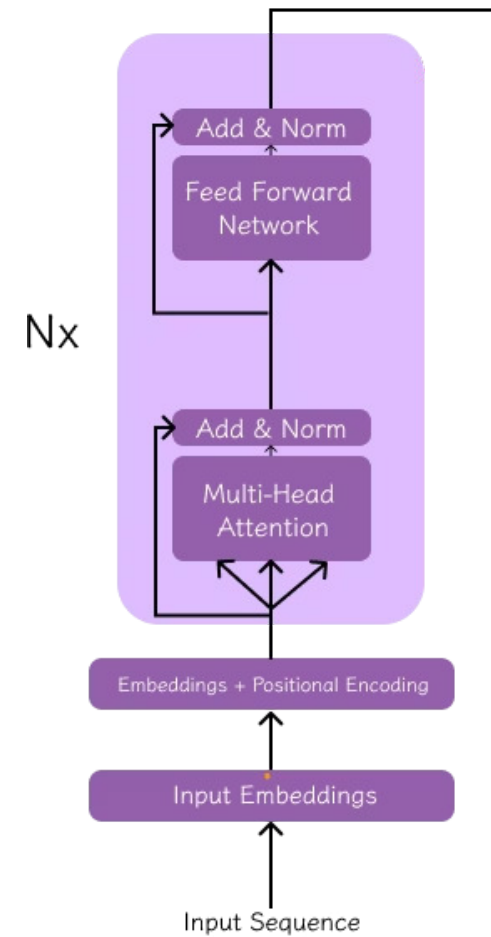 Add & Norm
Feed Forward
Network
Nx
Add & Norm
Multi-Head
Attention
Embeddings + Positional Encoding
Input Embeddings
Input Sequence